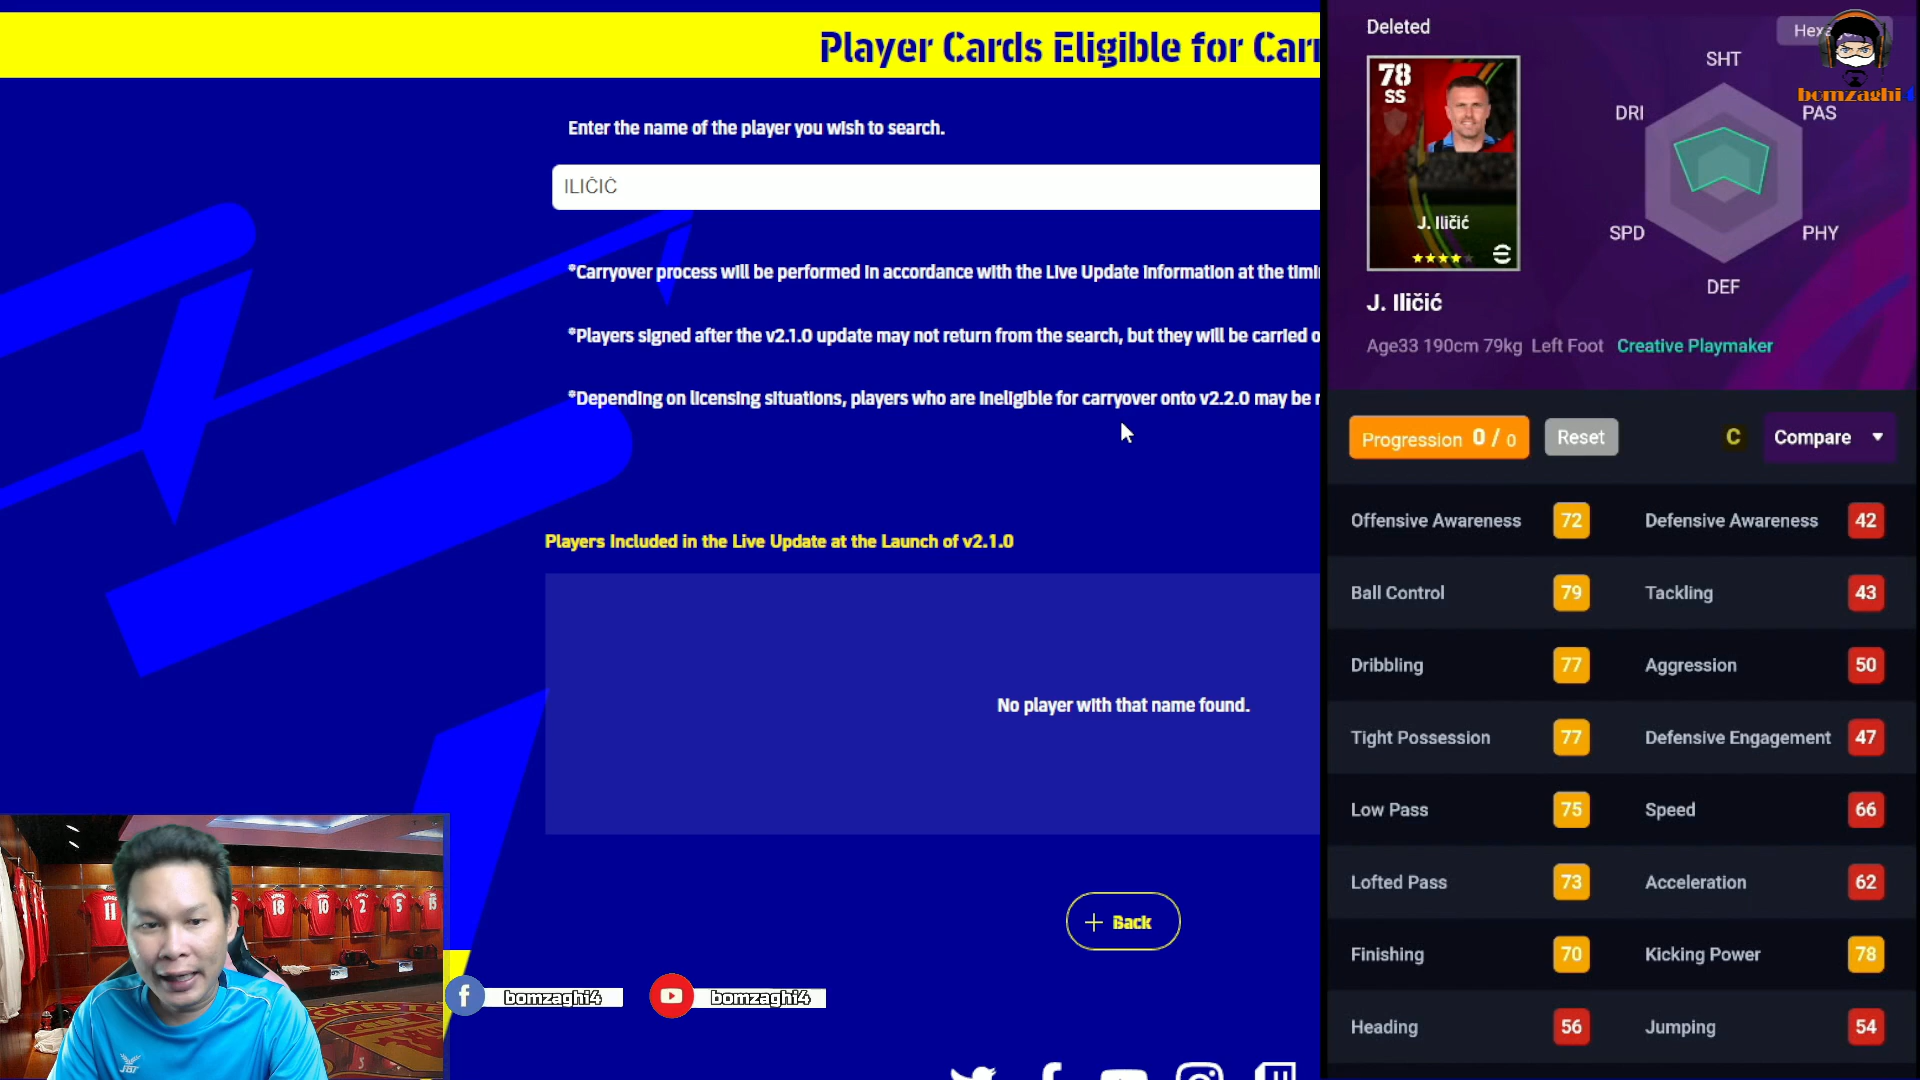 Player Cards Eligible for Carr
Enter the name of the player you wish to search.
ILIČIĆ
*Carryover process will be performed in accordance with the Live Update information at the timi
*Players signed after the v2.1.0 update may not return from the search, but they will be carried o
*Depending on licensing situations, players who are ineligible for carryover onto v2.2.0 may be r
Players Included in the Live Update at the Launch of v2.1.0
No player with that name found.
Back
bomzaghi4
bomzaghi4
Deleted
bomzaghi4
78
SS
J. Iličić
SHT
DRI
PAS
SPD
PHY
DEF
J. Iličić
Age33 190cm 79kg Left Foot Creative Playmaker
Progression 0 / 0
Reset
C
Compare
Offensive Awareness 72 Defensive Awareness 42
Ball Control 79 Tackling 43
Dribbling 77 Aggression 50
Tight Possession 77 Defensive Engagement 47
Low Pass 75 Speed 66
Lofted Pass 73 Acceleration 62
Finishing 70 Kicking Power 78
Heading 56 Jumping 54
11
18
10
2
5
15